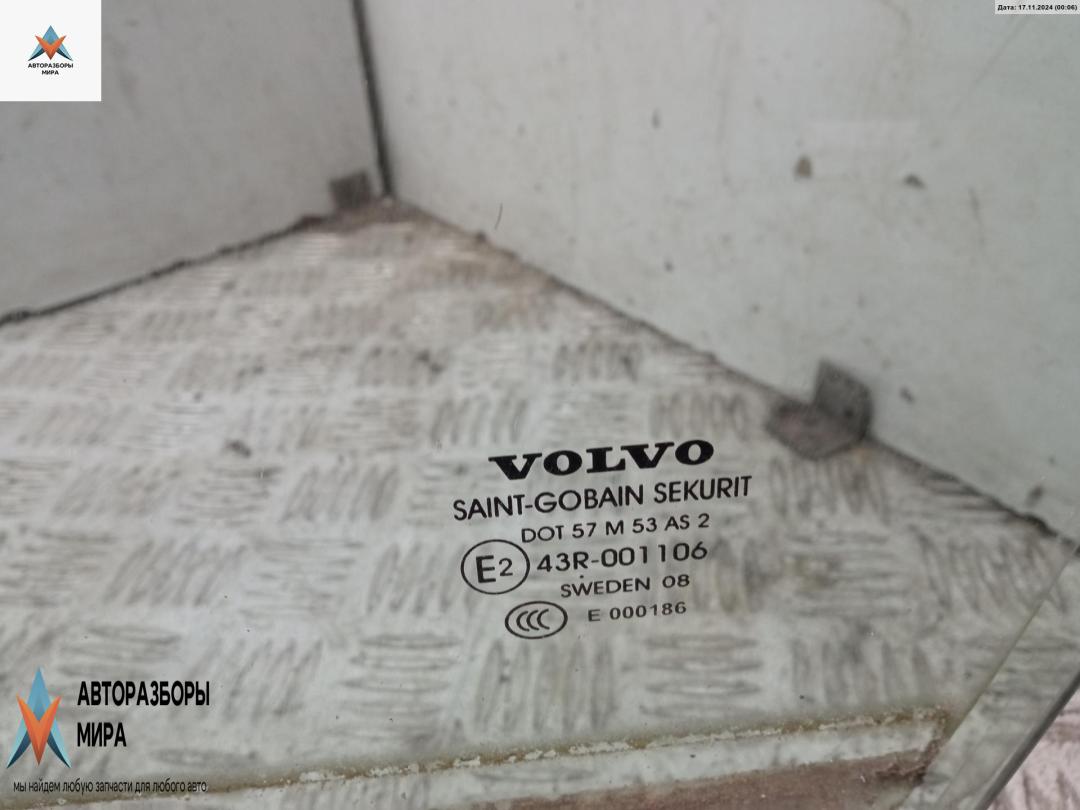 Дата: 17.11.2024 (00:06)
АВТОРАЗБОРЫ
МИРА
VOLVO
SAINT-GOBAIN SEKURIT
DOT 57 M 53 AS 2
E2 43R-001106
SWEDEN 08
CCC E 000186
АВТОРАЗБОРЫ
МИРА
мы найдем любую запчасти для любого авто